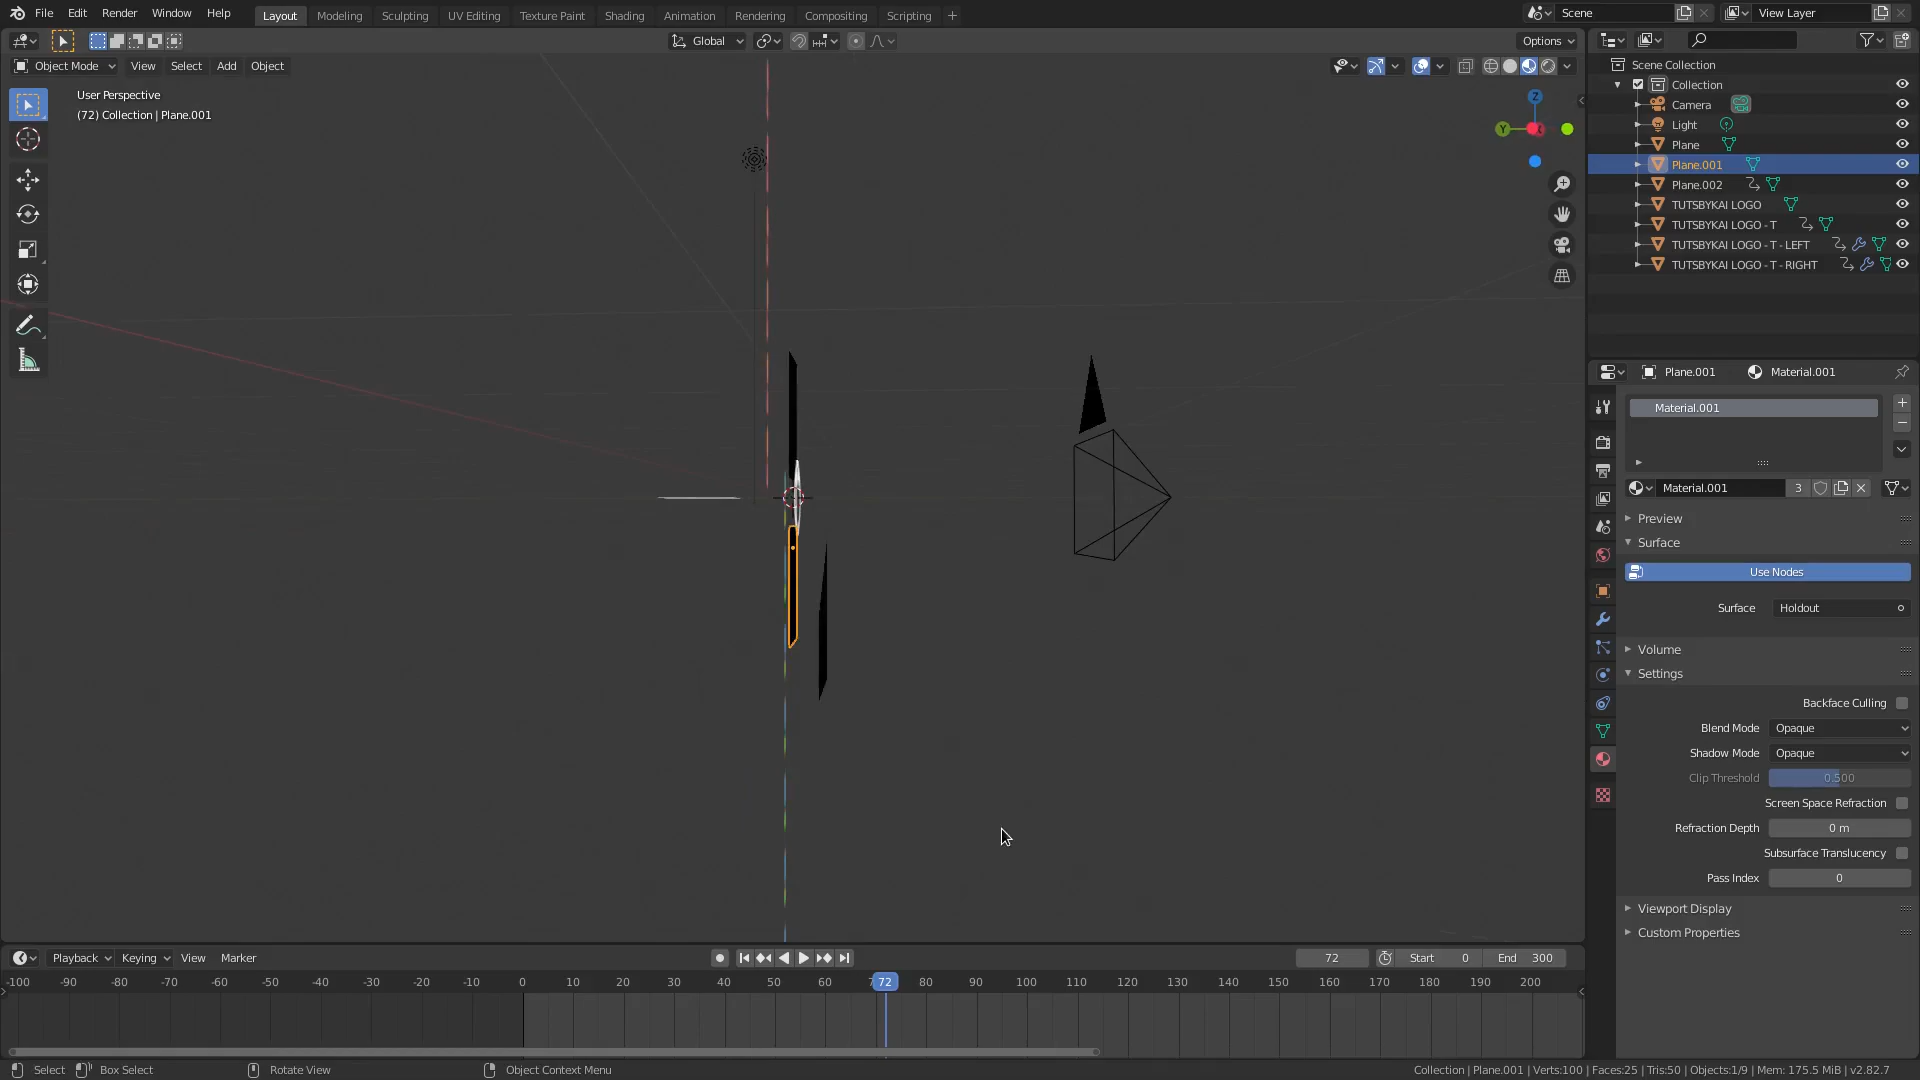 File Edit Render Window Help Layout Modeling Sculpting UV Editing Texture Paint Shading Animation Rendering Compositing Scripting + Scene View Layer
Global Options
Object Mode View Select Add Object
User Perspective
(72) Collection | Plane.001
Z
Y
Scene Collection
Collection
Camera
Light
Plane
Plane.001
Plane.002
TUTSBYKAI LOGO
TUTSBYKAI LOGO - T
TUTSBYKAI LOGO - T - LEFT
TUTSBYKAI LOGO - T - RIGHT
Plane.001 Material.001
Material.001
Material.001 3
Preview
Surface
Use Nodes
Surface Holdout
Volume
Settings
Backface Culling
Blend Mode Opaque
Shadow Mode Opaque
Clip Threshold 0.500
Screen Space Refraction
Refraction Depth 0 m
Subsurface Translucency
Pass Index 0
Viewport Display
Custom Properties
Playback Keying View Marker 72 Start 0 End 300
-100 -90 -80 -70 -60 -50 -40 -30 -20 -10 0 10 20 30 40 50 60 72 80 90 100 110 120 130 140 150 160 170 180 190 200
Select Box Select Rotate View Object Context Menu Collection | Plane.001 | Verts:100 | Faces:25 | Tris:50 | Objects:1/9 | Mem: 175.5 MiB | v2.82.7